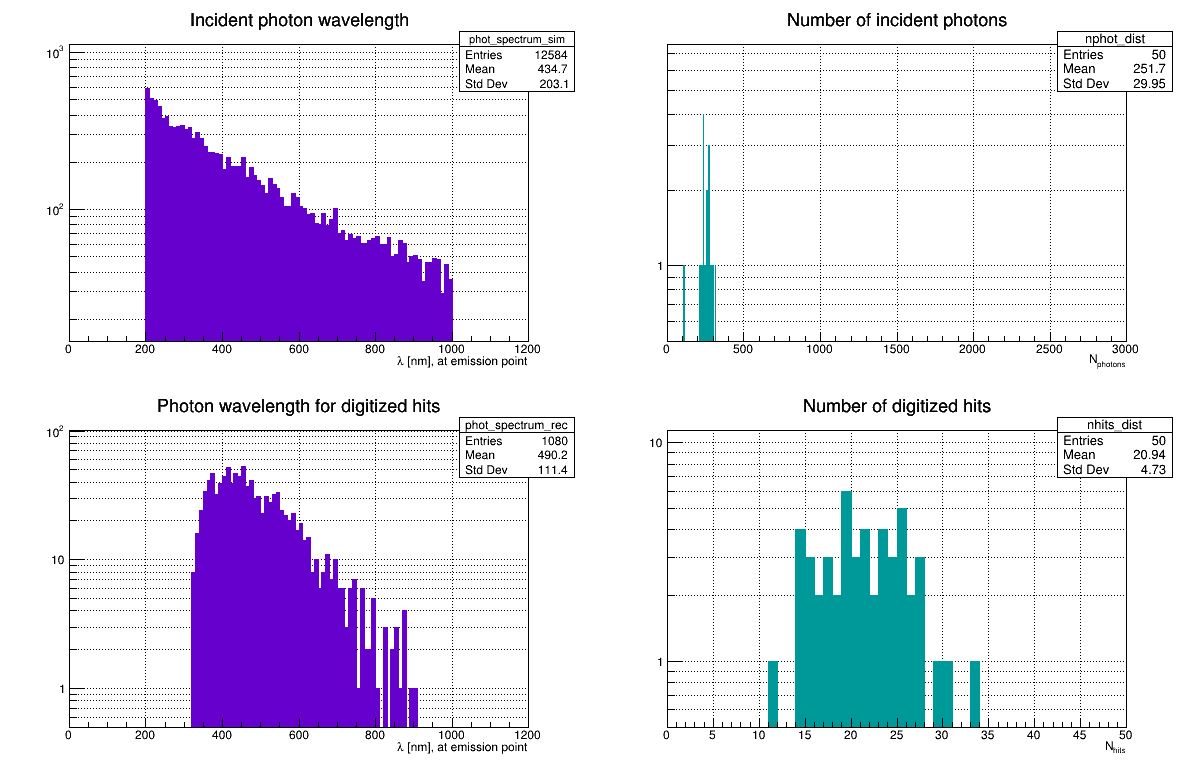 Incident photon wavelength
phot_spectrum_sim
Entries 12584
Mean 434.7
Std Dev 203.1
10³
10²
0 200 400 600 800 1000 1200
λ [nm], at emission point
Number of incident photons
nphot_dist
Entries 50
Mean 251.7
Std Dev 29.95
1
0 500 1000 1500 2000 2500 3000
N_photons
Photon wavelength for digitized hits
phot_spectrum_rec
Entries 1080
Mean 490.2
Std Dev 111.4
10²
10
1
0 200 400 600 800 1000 1200
λ [nm], at emission point
Number of digitized hits
nhits_dist
Entries 50
Mean 20.94
Std Dev 4.73
10
1
0 5 10 15 20 25 30 35 40 45 50
N_hits